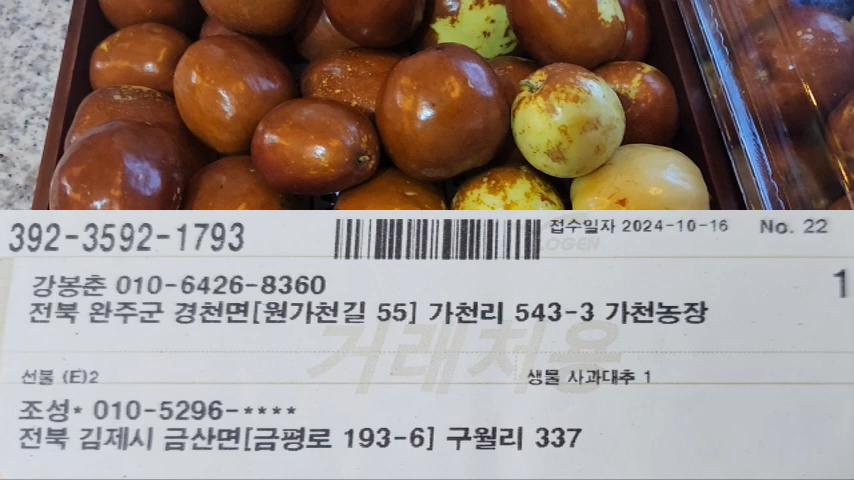 392-3592-1793
접수일자 2024-10-16 No. 22
LOGEN
강봉춘 010-6426-8360
1
전북 완주군 경천면[원가천길 55] 가천리 543-3 가천농장
거래처용
선불 (E)2
생물 사과대추 1
조성* 010-5296-****
전북 김제시 금산면[금평로 193-6] 구월리 337